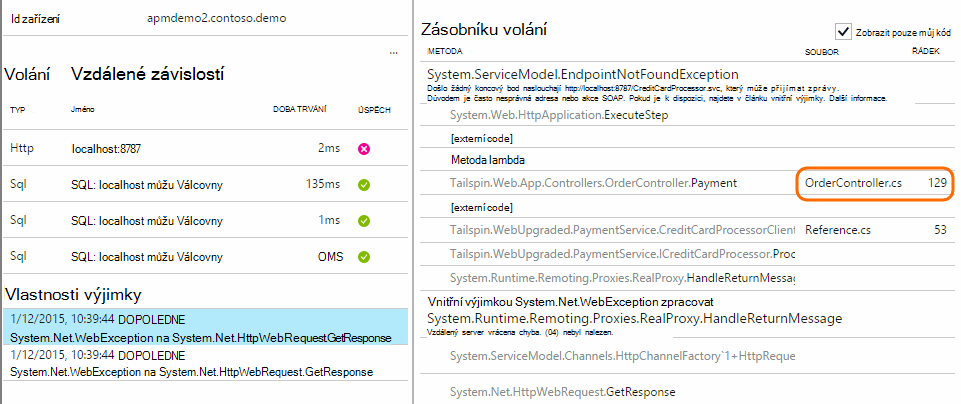 Id zařízení apmdemo2.contoso.demo
...
Volání Vzdálené závislostí
TYP Jméno DOBA TRVÁNÍ ÚSPĚCH
Http localhost:8787 2ms
Sql SQL: localhost můžu Válcovny 135ms
Sql SQL: localhost můžu Válcovny 1ms
Sql SQL: localhost můžu Válcovny OMS
Vlastnosti výjimky
1/12/2015, 10:39:44 DOPOLEDNE
System.Net.WebException na System.Net.HttpWebRequest.GetResponse
1/12/2015, 10:39:44 DOPOLEDNE
System.Net.WebException na System.Net.HttpWebRequest.GetResponse
Zásobníku volání
Zobrazit pouze můj kód
METODA SOUBOR ŘÁDEK
System.ServiceModel.EndpointNotFoundException
Došlo žádný koncový bod naslouchají http://localhost:8787/CreditCardProcessor.svc, který může přijímat zprávy.
Důvodem je často nesprávná adresa nebo akce SOAP. Pokud je k dispozici, najdete v článku vnitřní výjimky. Další informace.
System.Web.HttpApplication.ExecuteStep
[externí code]
Metoda lambda
Tailspin.Web.App.Controllers.OrderController.Payment OrderController.cs 129
[externí code]
Tailspin.WebUpgraded.PaymentService.CreditCardProcessorClient Reference.cs 53
Tailspin.WebUpgraded.PaymentService.ICreditCardProcessor.Proc
System.Runtime.Remoting.Proxies.RealProxy.HandleReturnMessag
Vnitřní výjimkou System.Net.WebException zpracovat
System.Runtime.Remoting.Proxies.RealProxy.HandleReturnMessage
Vzdálený server vrácena chyba. (04) nebyl nalezen.
System.ServiceModel.Channels.HttpChannelFactory`1+HttpReque
System.Net.HttpWebRequest.GetResponse